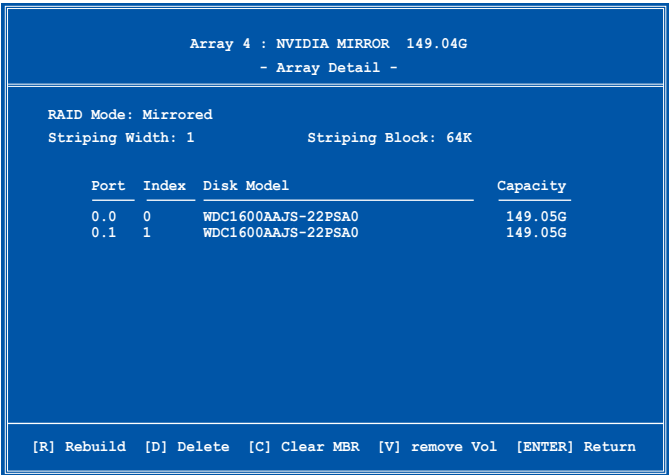 Array 4 : NVIDIA MIRROR 149.04G
- Array Detail -
RAID Mode: Mirrored
Striping Width: 1 Striping Block: 64K
Port Index Disk Model Capacity
0.0 0 WDC1600AAJS-22PSA0 149.05G
0.1 1 WDC1600AAJS-22PSA0 149.05G
[R] Rebuild [D] Delete [C] Clear MBR [V] remove Vol [ENTER] Return